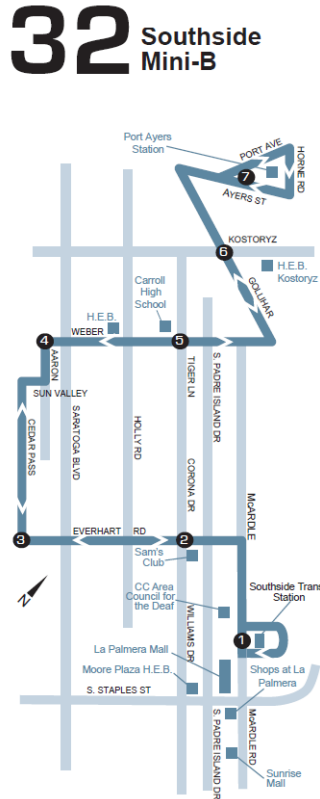 32 Southside
Mini-B
Port Ayers
Station
PORT AVE
HORNE RD
7
AYERS ST
KOSTORYZ
6
H.E.B.
Kostoryz
GOLLIHAR
Carroll
High
School
H.E.B.
WEBER
4
5
AARON
SUN VALLEY
TIGER LN
S. PADRE ISLAND DR
CEDAR PASS
SARATOGA BLVD
HOLLY RD
CORONA DR
McARDLE
EVERHART RD
3
2
Sam's
Club
N
CC Area
Council for
the Deaf
Southside Trans
Station
1
WILLIAMS DR
La Palmera Mall
Moore Plaza H.E.B.
Shops at La
Palmera
S. STAPLES ST
S. PADRE ISLAND DR
McARDLE RD
Sunrise
Mall